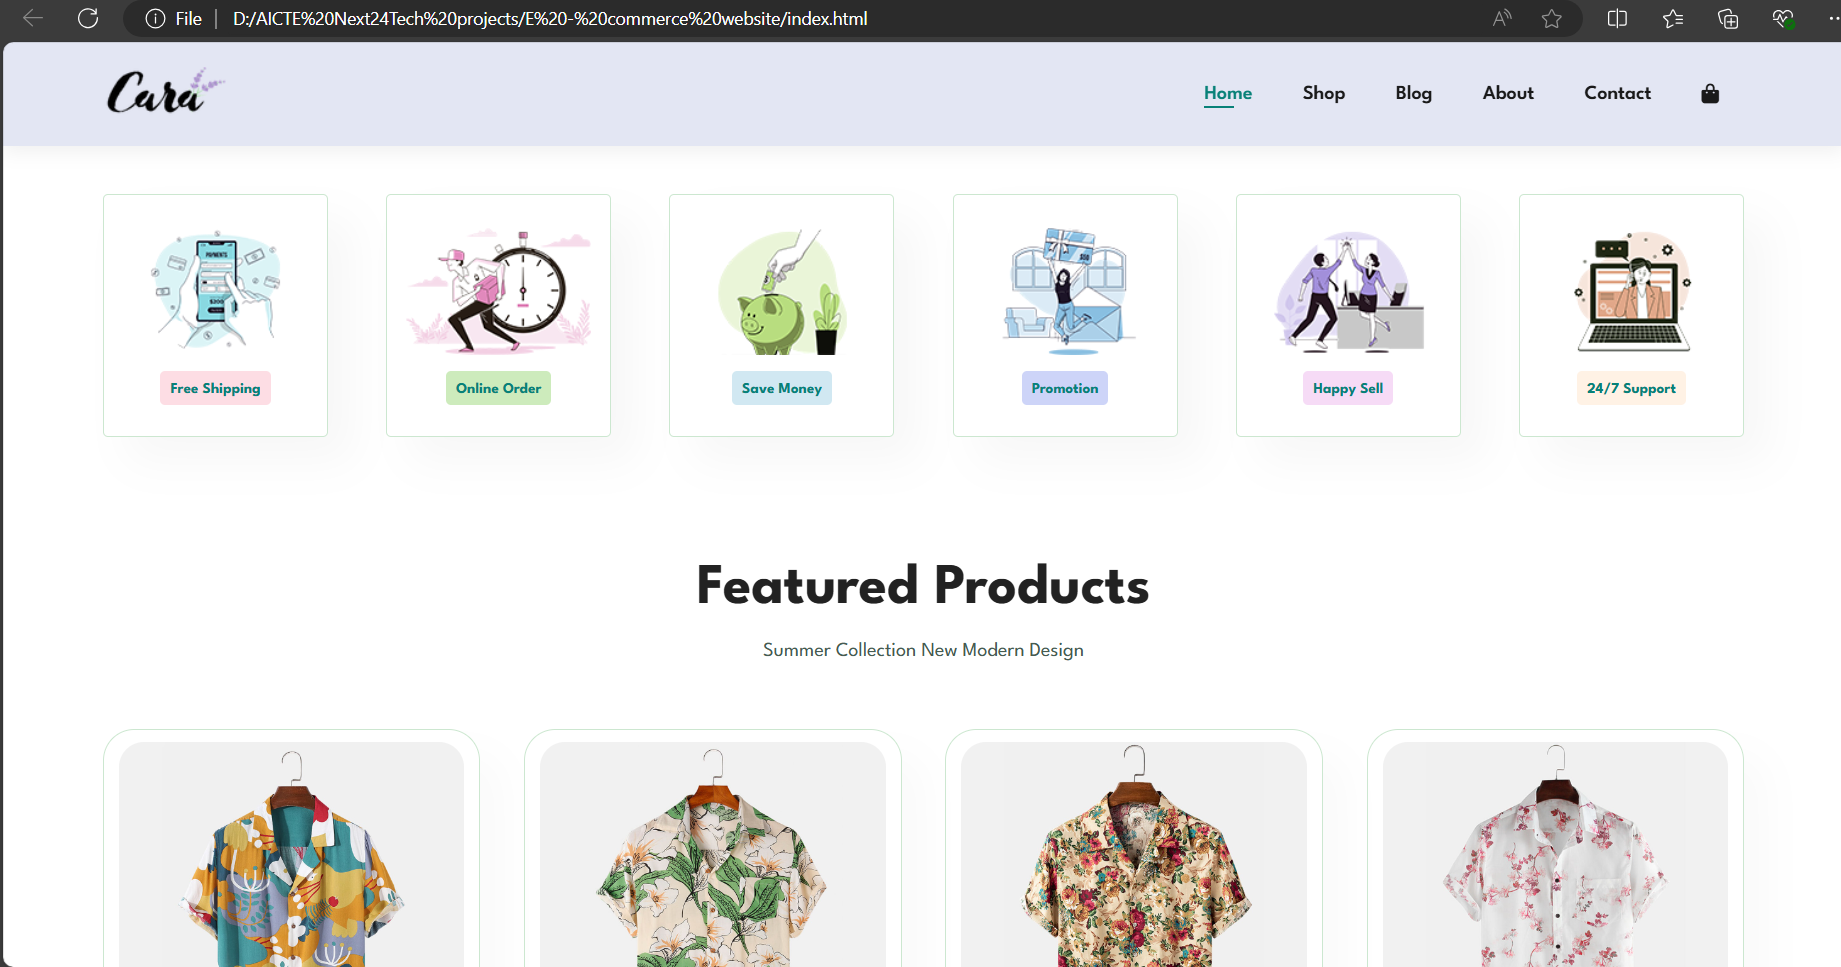 File D:/AICTE%20Next24Tech%20projects/E%20-%20commerce%20website/index.html
Cara
Home Shop Blog About Contact
PAYMENTS
Free Shipping Online Order Save Money Promotion Happy Sell 24/7 Support
Featured Products
Summer Collection New Modern Design